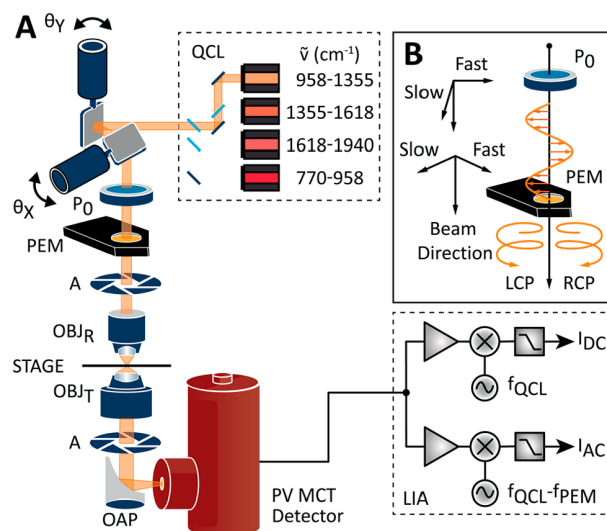 A
θY
QCL
ṽ (cm-1)
958-1355
1355-1618
1618-1940
770-958
θX
P0
PEM
A
OBJR
STAGE
OBJT
A
OAP
PV MCT
Detector
B
Fast
P0
Slow
Slow
Fast
PEM
Beam
Direction
LCP
RCP
IDC
fQCL
IAC
LIA
fQCL-fPEM